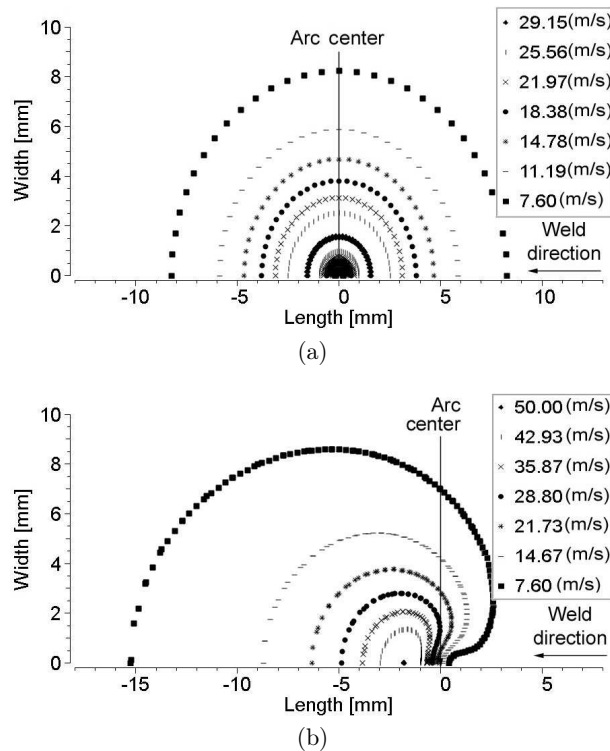 29.15(m/s)
25.56(m/s)
21.97(m/s)
18.38(m/s)
14.78(m/s)
11.19(m/s)
7.60(m/s)
Arc center
Weld
direction
Width [mm]
10
8
6
4
2
0
-10
-5
0
5
10
Length [mm]
(a)
50.00(m/s)
42.93(m/s)
35.87(m/s)
28.80(m/s)
21.73(m/s)
14.67(m/s)
7.60(m/s)
Arc
center
Weld
direction
Width [mm]
10
8
6
4
2
0
-15
-10
-5
0
5
Length [mm]
(b)